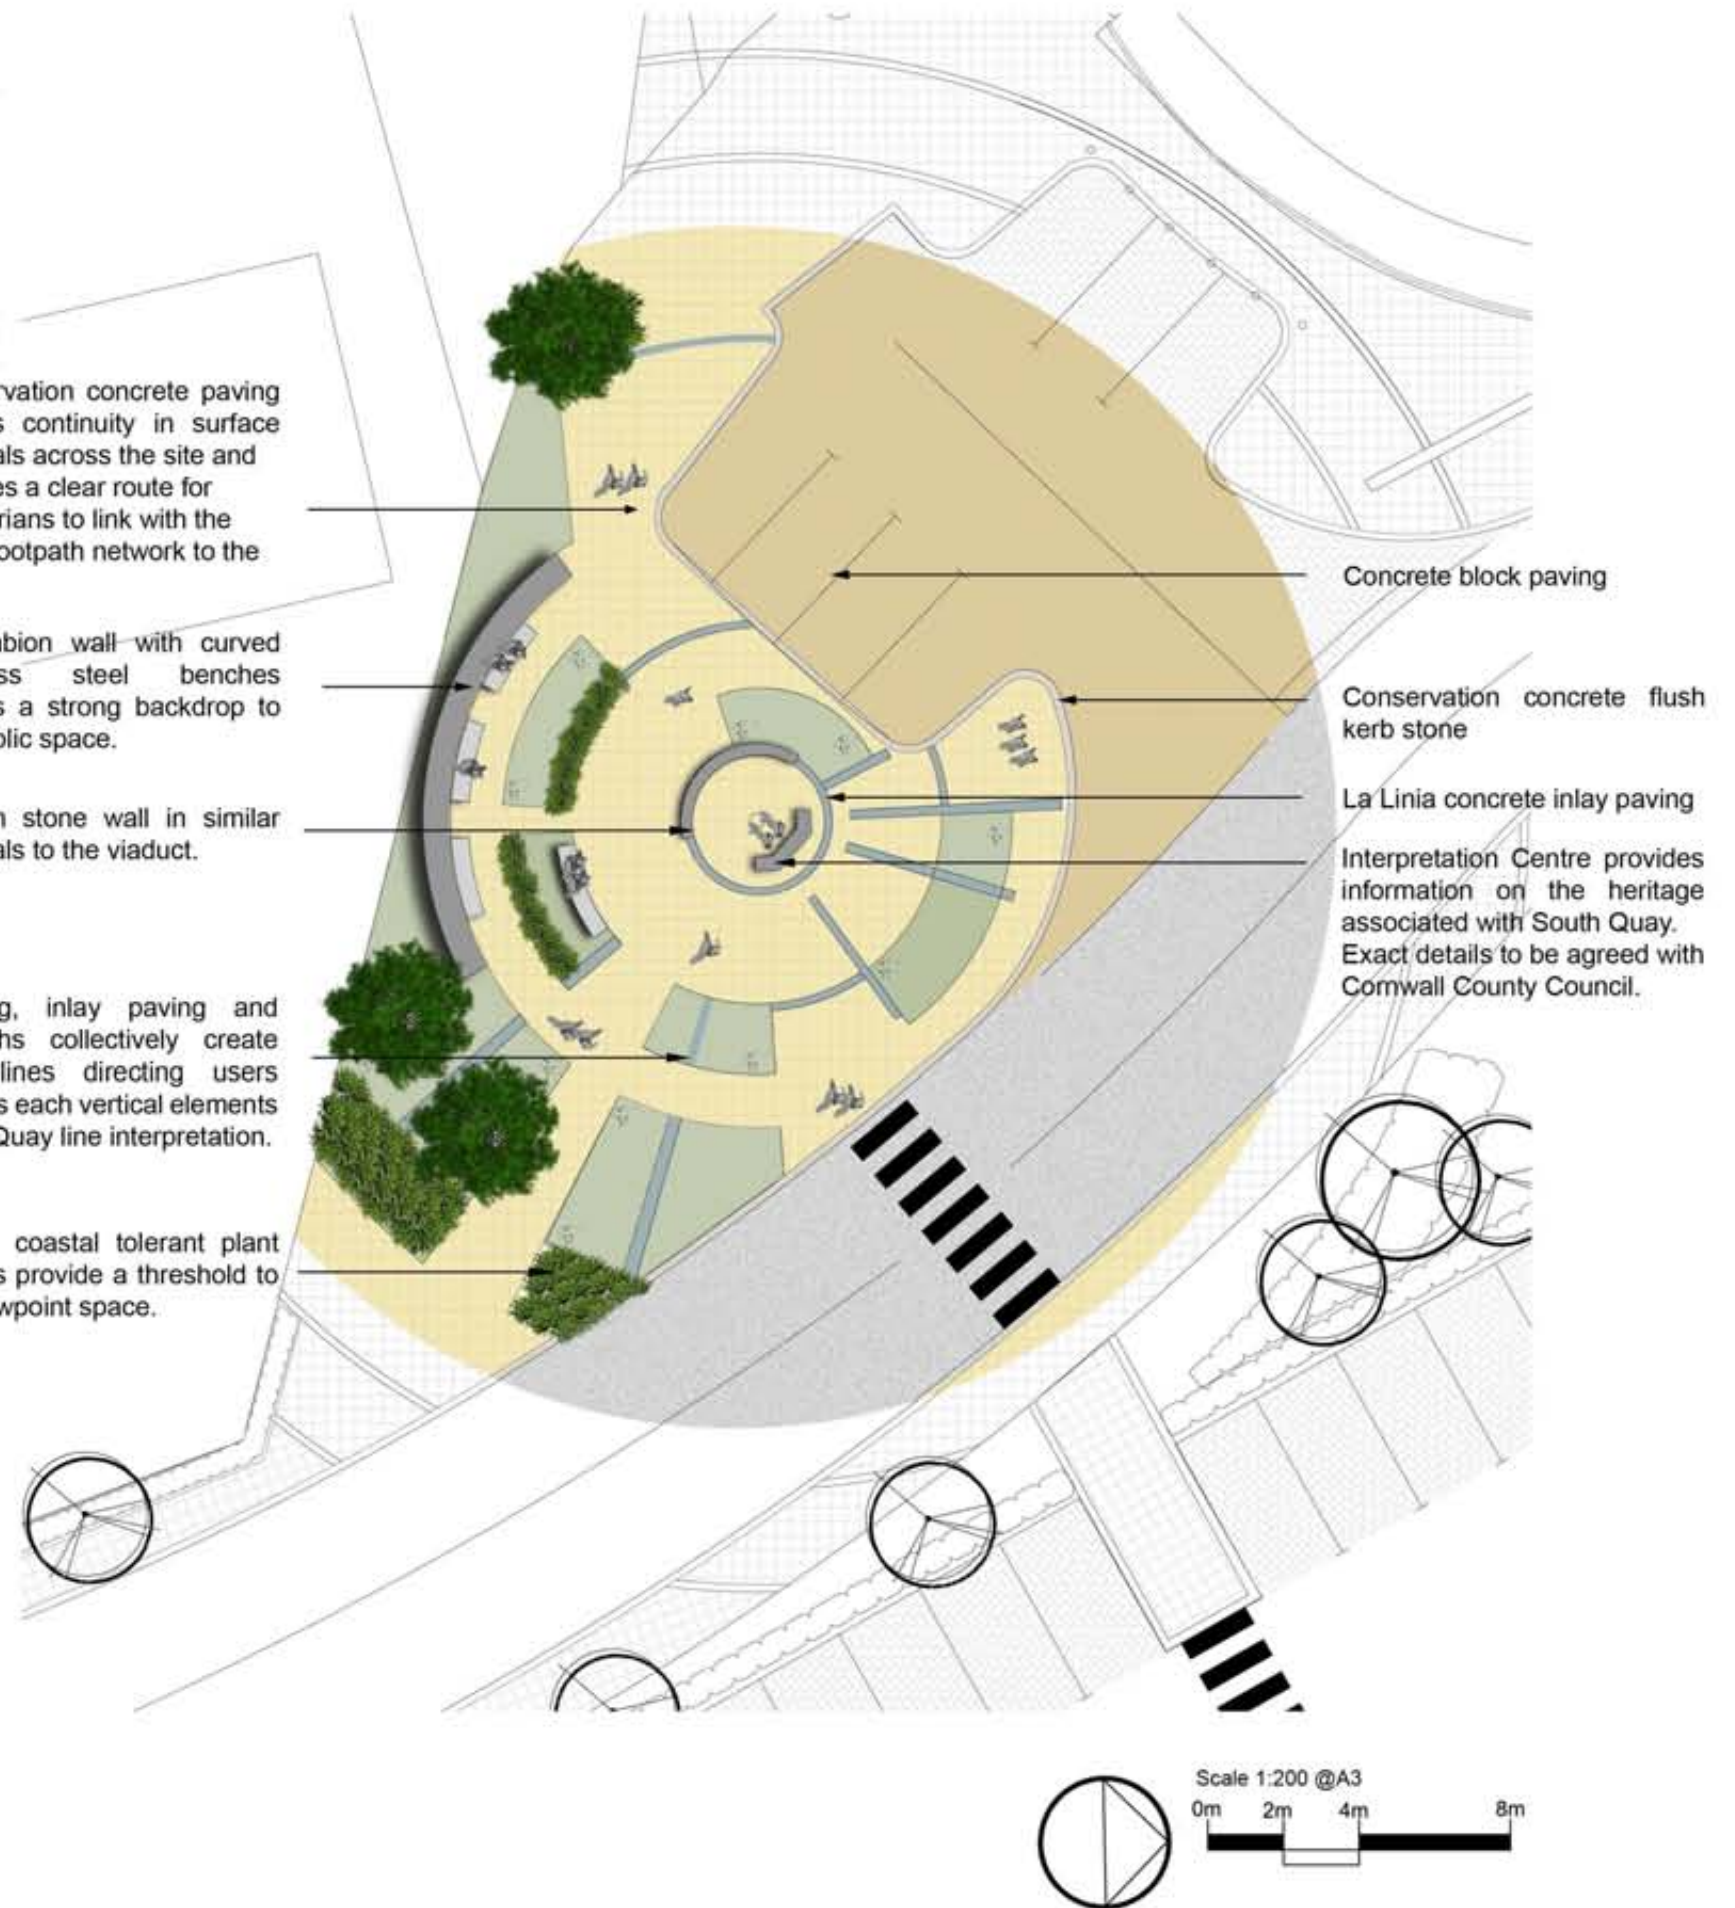 rvation concrete paving
s continuity in surface
als across the site and
es a clear route for
rians to link with the
ootpath network to the
bion wall with curved
ss steel benches
s a strong backdrop to
olic space.
n stone wall in similar
als to the viaduct.
g, inlay paving and
hs collectively create
lines directing users
s each vertical elements
Quay line interpretation.
coastal tolerant plant
s provide a threshold to
wpoint space.
Concrete block paving
Conservation concrete flush
kerb stone
La Linia concrete inlay paving
Interpretation Centre provides
information on the heritage
associated with South Quay.
Exact details to be agreed with
Cornwall County Council.
Scale 1:200 @A3
0m 2m 4m 8m